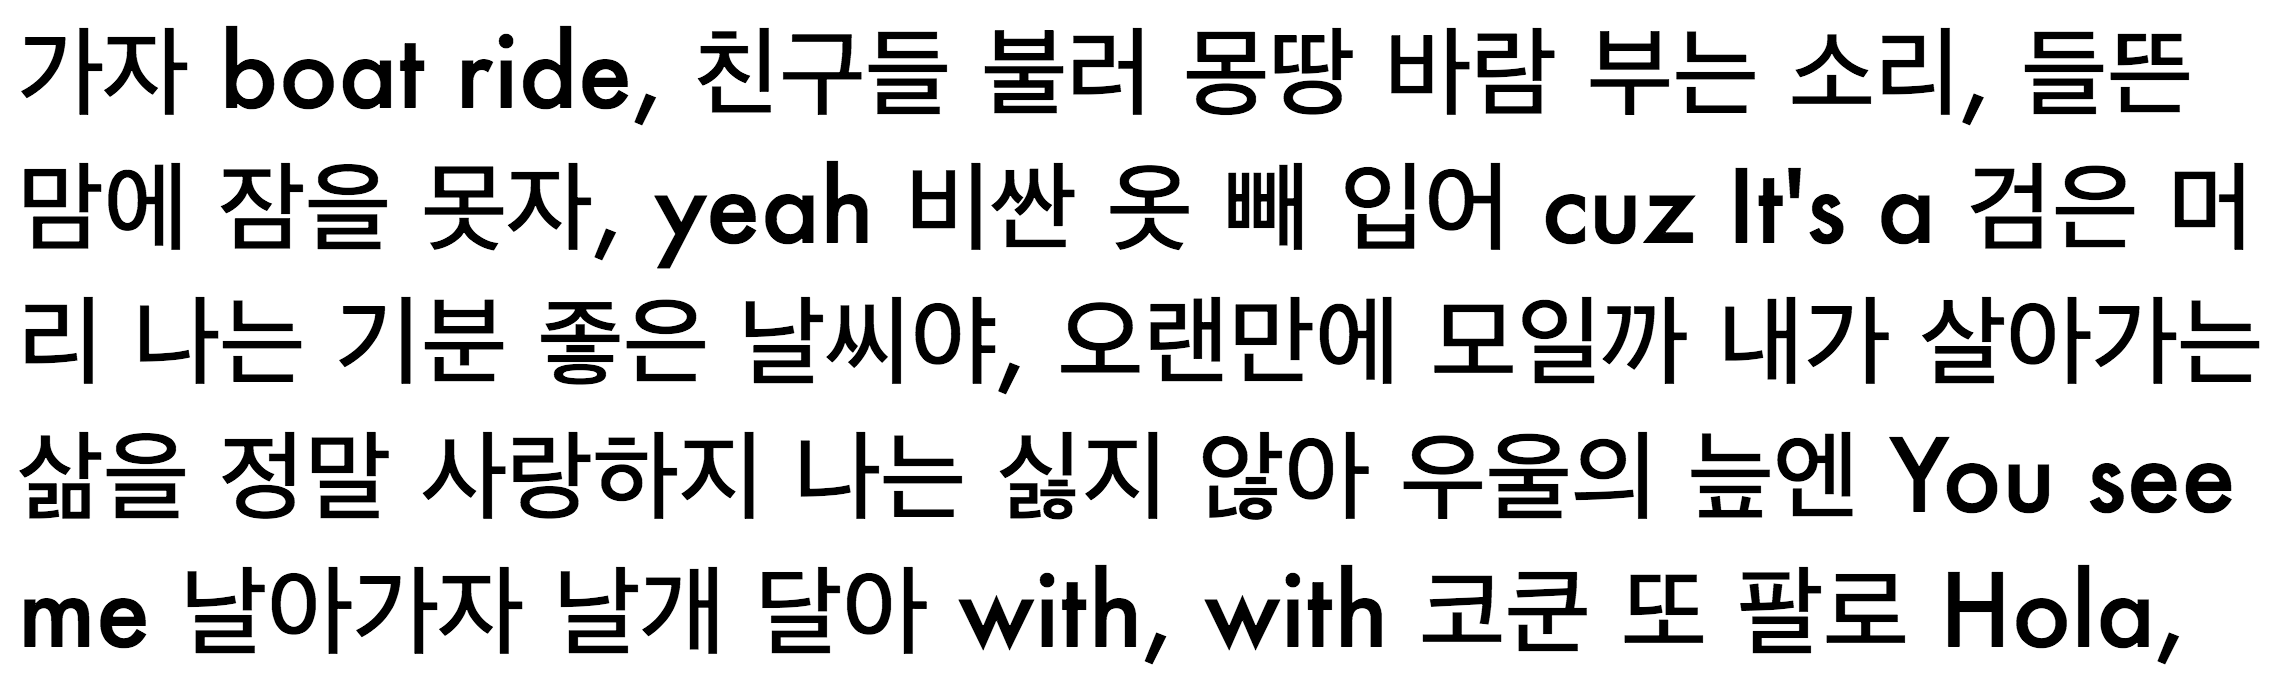 가자 boat ride, 친구들 불러 몽땅 바람 부는 소리, 들뜬
맘에 잠을 못자, yeah 비싼 옷 빼 입어 cuz It's a 검은 머
리 나는 기분 좋은 날씨야, 오랜만에 모일까 내가 살아가는
삶을 정말 사랑하지 나는 싫지 않아 우울의 늪엔 You see
me 날아가자 날개 달아 with, with 코쿤 또 팔로 Hola,